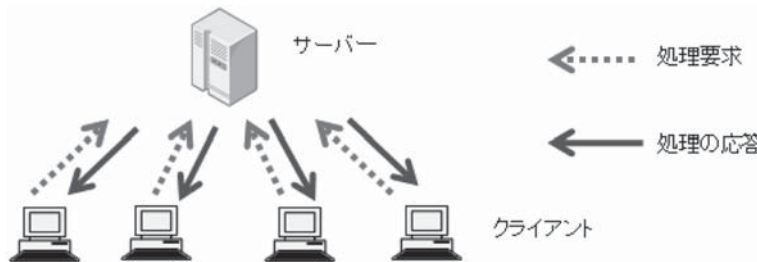 サーバー
処理要求
処理の応答
クライアント